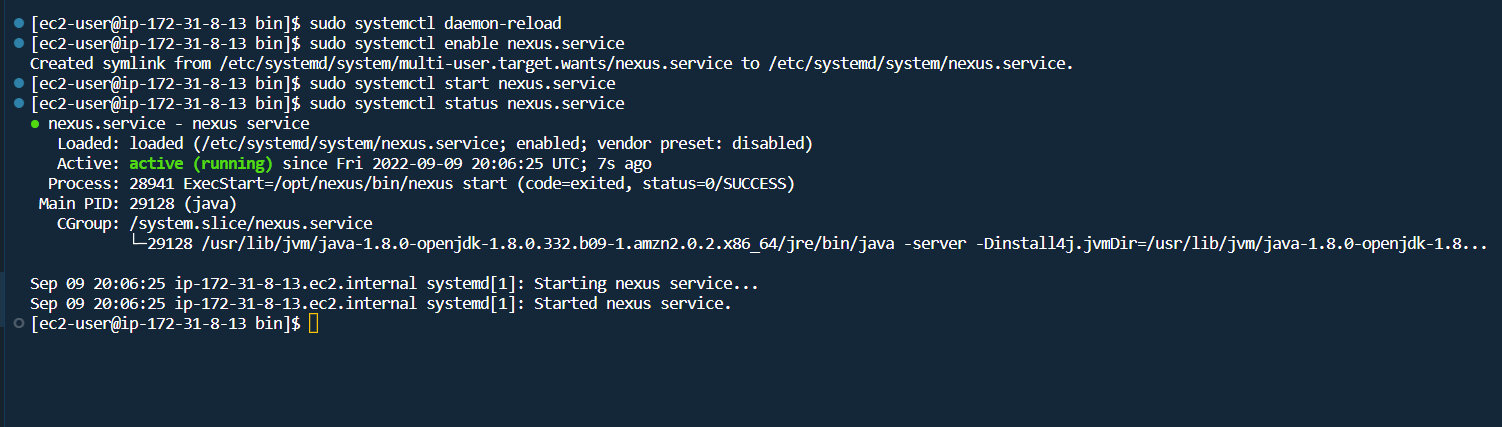 [ec2-user@ip-172-31-8-13 bin]$ sudo systemctl daemon-reload
[ec2-user@ip-172-31-8-13 bin]$ sudo systemctl enable nexus.service
Created symlink from /etc/systemd/system/multi-user.target.wants/nexus.service to /etc/systemd/system/nexus.service.
[ec2-user@ip-172-31-8-13 bin]$ sudo systemctl start nexus.service
[ec2-user@ip-172-31-8-13 bin]$ sudo systemctl status nexus.service
● nexus.service - nexus service
Loaded: loaded (/etc/systemd/system/nexus.service; enabled; vendor preset: disabled)
Active: active (running) since Fri 2022-09-09 20:06:25 UTC; 7s ago
Process: 28941 ExecStart=/opt/nexus/bin/nexus start (code=exited, status=0/SUCCESS)
Main PID: 29128 (java)
CGroup: /system.slice/nexus.service
└─29128 /usr/lib/jvm/java-1.8.0-openjdk-1.8.0.332.b09-1.amzn2.0.2.x86_64/jre/bin/java -server -Dinstall4j.jvmDir=/usr/lib/jvm/java-1.8.0-openjdk-1.8...
Sep 09 20:06:25 ip-172-31-8-13.ec2.internal systemd[1]: Starting nexus service...
Sep 09 20:06:25 ip-172-31-8-13.ec2.internal systemd[1]: Started nexus service.
[ec2-user@ip-172-31-8-13 bin]$